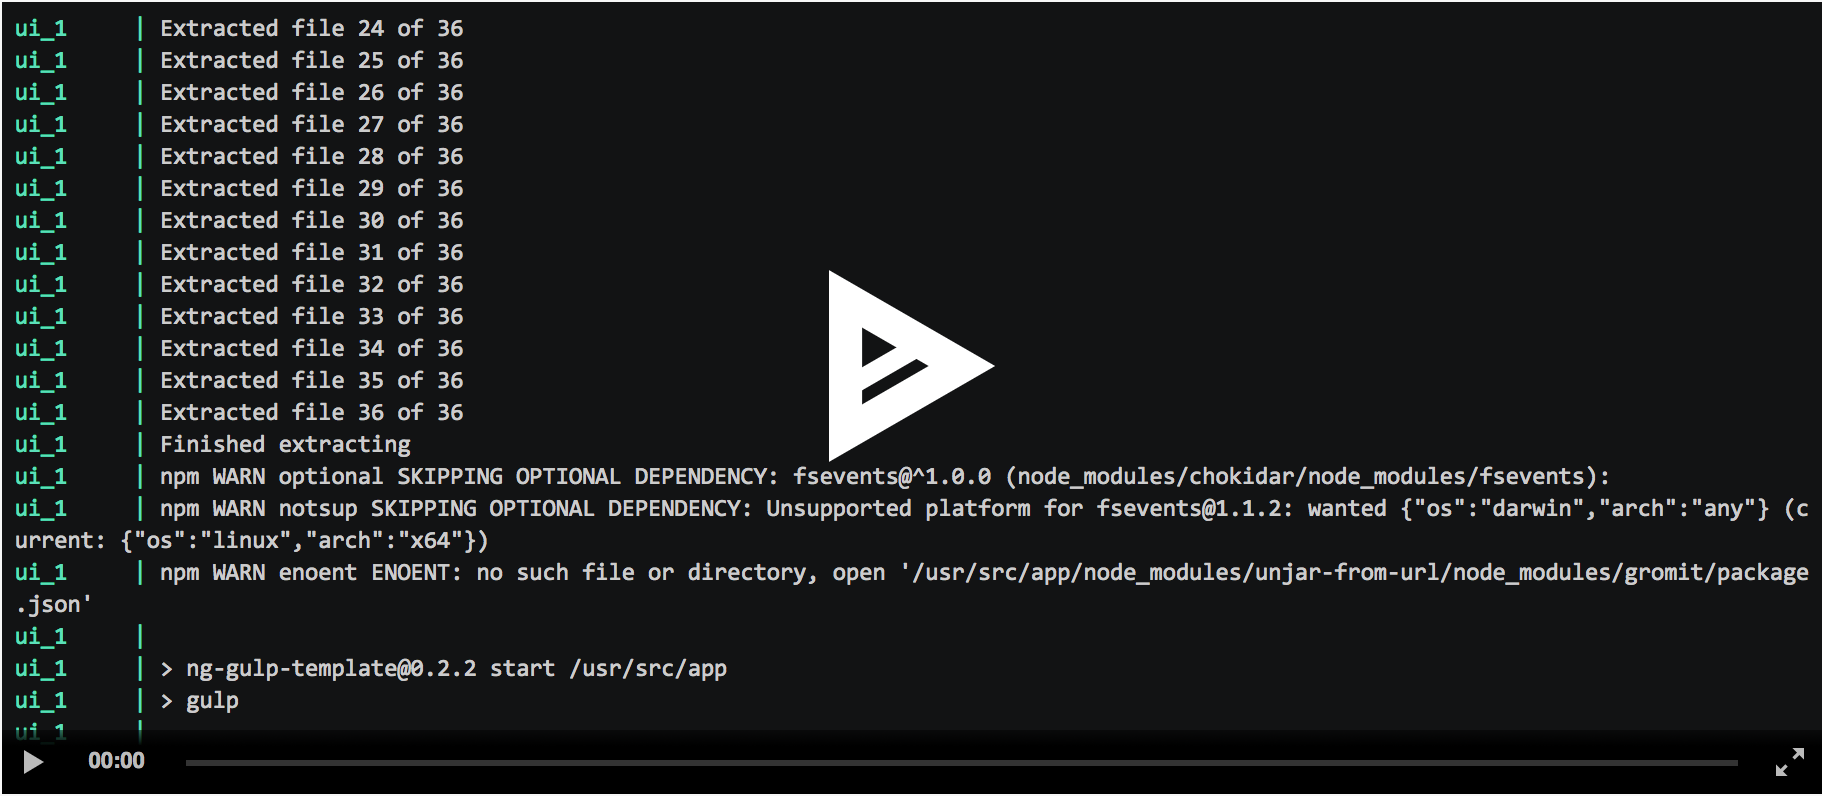 ui_1 | Extracted file 24 of 36
ui_1 | Extracted file 25 of 36
ui_1 | Extracted file 26 of 36
ui_1 | Extracted file 27 of 36
ui_1 | Extracted file 28 of 36
ui_1 | Extracted file 29 of 36
ui_1 | Extracted file 30 of 36
ui_1 | Extracted file 31 of 36
ui_1 | Extracted file 32 of 36
ui_1 | Extracted file 33 of 36
ui_1 | Extracted file 34 of 36
ui_1 | Extracted file 35 of 36
ui_1 | Extracted file 36 of 36
ui_1 | Finished extracting
ui_1 | npm WARN optional SKIPPING OPTIONAL DEPENDENCY: fsevents@^1.0.0 (node_modules/chokidar/node_modules/fsevents):
ui_1 | npm WARN notsup SKIPPING OPTIONAL DEPENDENCY: Unsupported platform for fsevents@1.1.2: wanted {"os":"darwin","arch":"any"} (c
urrent: {"os":"linux","arch":"x64"})
ui_1 | npm WARN enoent ENOENT: no such file or directory, open '/usr/src/app/node_modules/unjar-from-url/node_modules/gromit/package
.json'
ui_1 |
ui_1 | > ng-gulp-template@0.2.2 start /usr/src/app
ui_1 | > gulp
ui_1 |
00:00